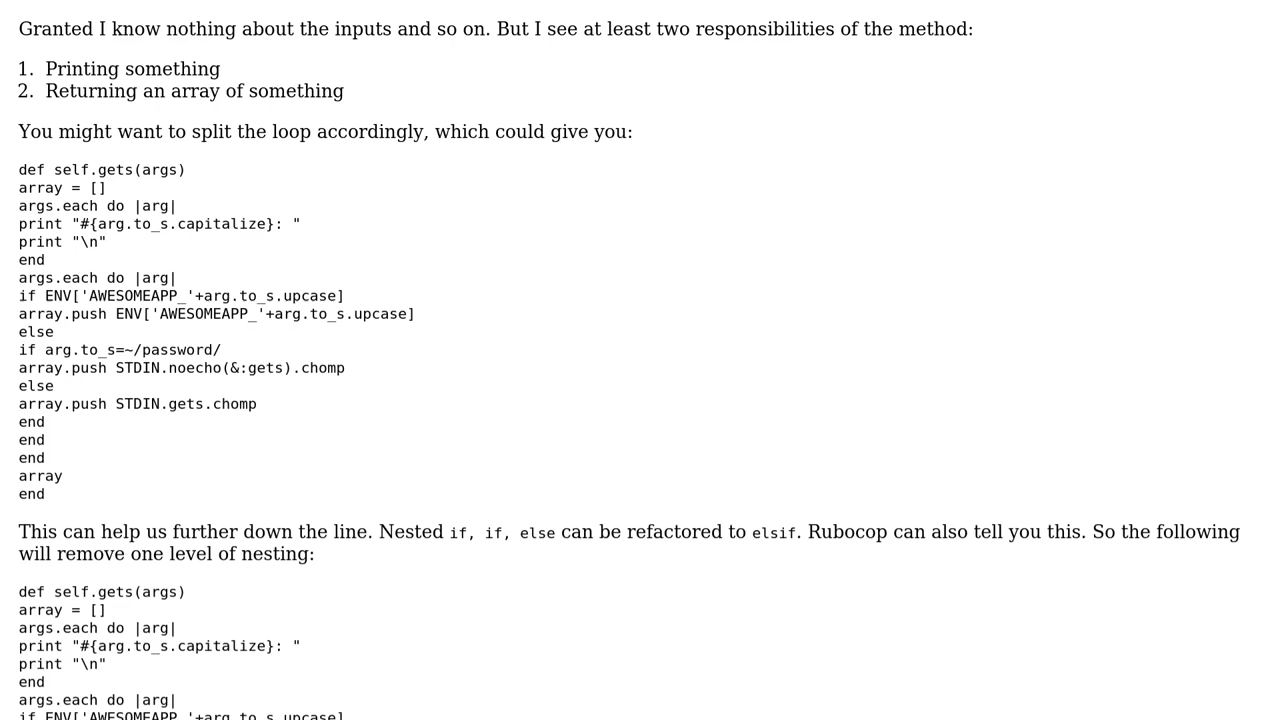 Granted I know nothing about the inputs and so on. But I see at least two responsibilities of the method:
1. Printing something
2. Returning an array of something
You might want to split the loop accordingly, which could give you:
def self.gets(args)
array = []
args.each do |arg|
print "#{arg.to_s.capitalize}: "
print "\n"
end
args.each do |arg|
if ENV['AWESOMEAPP_'+arg.to_s.upcase]
array.push ENV['AWESOMEAPP_'+arg.to_s.upcase]
else
if arg.to_s=~/password/
array.push STDIN.noecho(&:gets).chomp
else
array.push STDIN.gets.chomp
end
end
end
array
end
This can help us further down the line. Nested if, if, else can be refactored to elsif. Rubocop can also tell you this. So the following
will remove one level of nesting:
def self.gets(args)
array = []
args.each do |arg|
print "#{arg.to_s.capitalize}: "
print "\n"
end
args.each do |arg|
if ENV['AWESOMEAPP_'+arg.to_s.upcase]